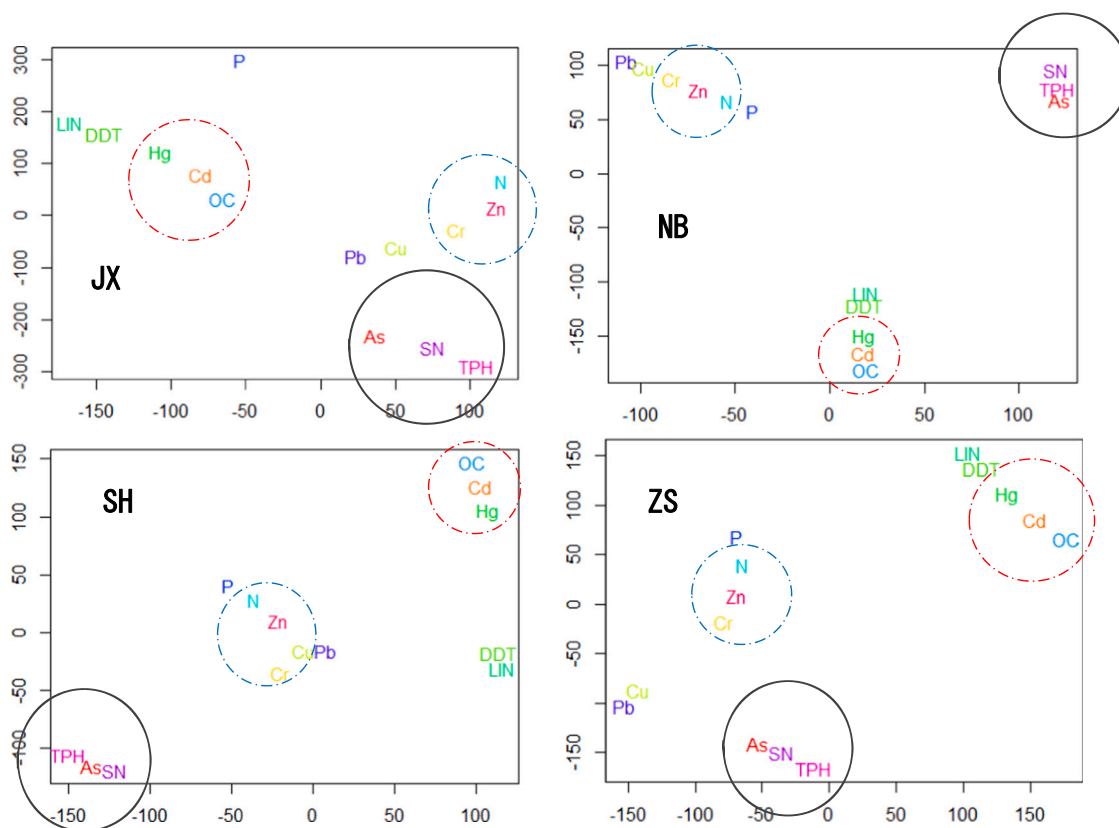 300
200
100
0
-100
-200
-300
P
LIN
DDT
Hg
Cd
OC
N
Zn
Cr
Cu
Pb
As
SN
TPH
JX
-150 -100 -50 0 50 100
100
50
0
-50
-100
-150
Pb
Cu
Cr
Zn
N
P
SN
TPH
As
NB
LIN
DDT
Hg
Cd
OC
-100 -50 0 50 100
150
100
50
0
-50
-100
SH
OC
Cd
Hg
P
N
Zn
Cu Pb
Cr
DDT
LIN
TPH
As SN
-150 -100 -50 0 50 100
150
100
50
0
-50
-100
-150
ZS
LIN
DDT
Hg
Cd
OC
P
N
Zn
Cr
Cu
Pb
As
SN
TPH
-150 -100 -50 0 50 100 150